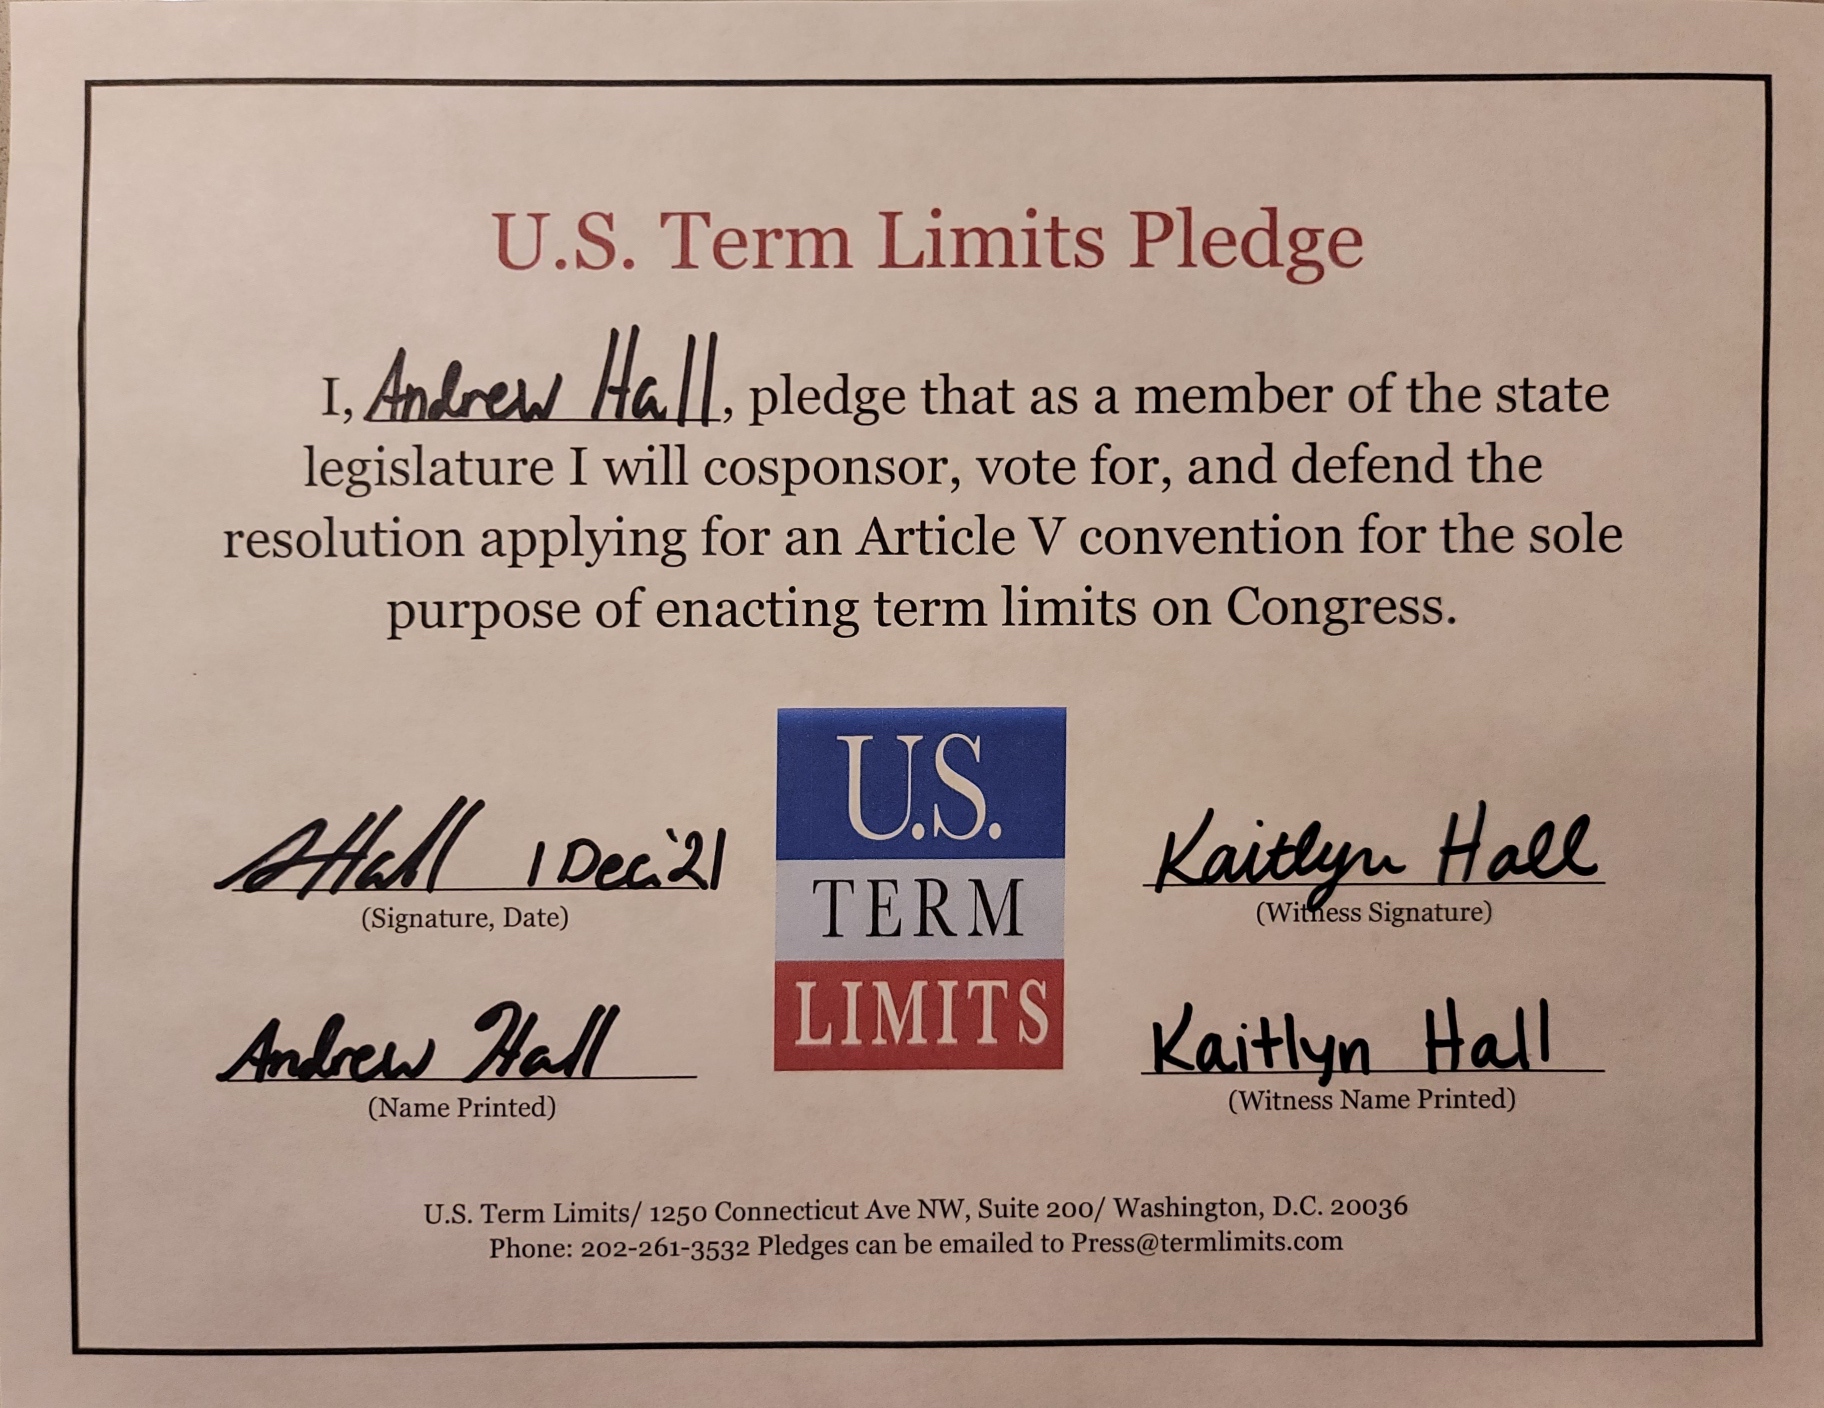 U.S. Term Limits Pledge
I, Andrew Hall, pledge that as a member of the state
legislature I will cosponsor, vote for, and defend the
resolution applying for an Article V convention for the sole
purpose of enacting term limits on Congress.
U.S.
TERM
LIMITS
AHall 1 Dec '21
(Signature, Date)
Andrew Hall
(Name Printed)
Kaitlyn Hall
(Witness Signature)
Kaitlyn Hall
(Witness Name Printed)
U.S. Term Limits/ 1250 Connecticut Ave NW, Suite 200/ Washington, D.C. 20036
Phone: 202-261-3532 Pledges can be emailed to Press@termlimits.com